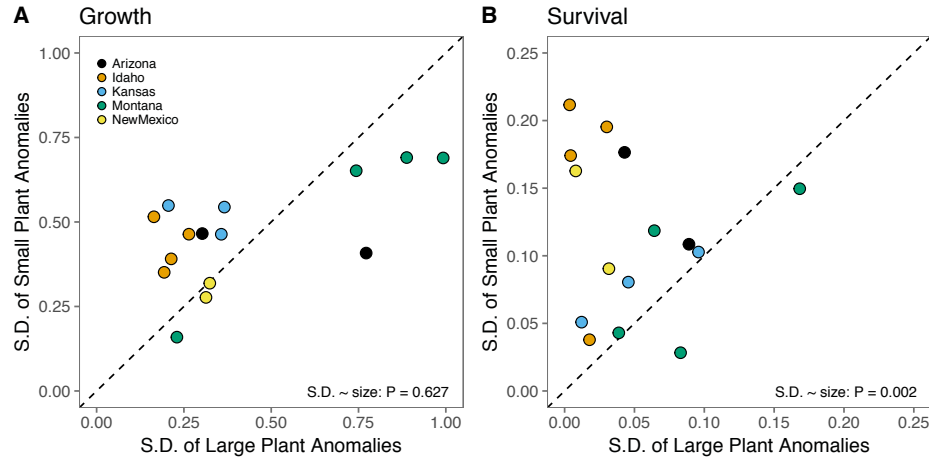 A Growth
S.D. of Small Plant Anomalies
1.00
0.75
0.50
0.25
0.00
Arizona
Idaho
Kansas
Montana
NewMexico
S.D. ~ size: P = 0.627
0.00 0.25 0.50 0.75 1.00
S.D. of Large Plant Anomalies
B Survival
S.D. of Small Plant Anomalies
0.25
0.20
0.15
0.10
0.05
0.00
S.D. ~ size: P = 0.002
0.00 0.05 0.10 0.15 0.20 0.25
S.D. of Large Plant Anomalies